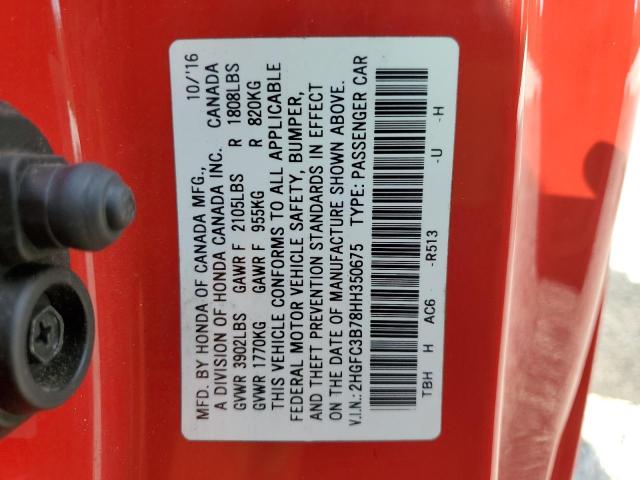 MFD. BY HONDA OF CANADA MFG., 10/'16
A DIVISION OF HONDA CANADA INC. CANADA
GVWR 3902LBS GAWR F 2105LBS R 1808LBS
GVWR 1770KG GAWR F 955KG R 820KG
THIS VEHICLE CONFORMS TO ALL APPLICABLE
FEDERAL MOTOR VEHICLE SAFETY, BUMPER,
AND THEFT PREVENTION STANDARDS IN EFFECT
ON THE DATE OF MANUFACTURE SHOWN ABOVE.
V.I.N.: 2HGFC3B78HH350675 TYPE: PASSENGER CAR
TBH H AC6 -R513 -U -H